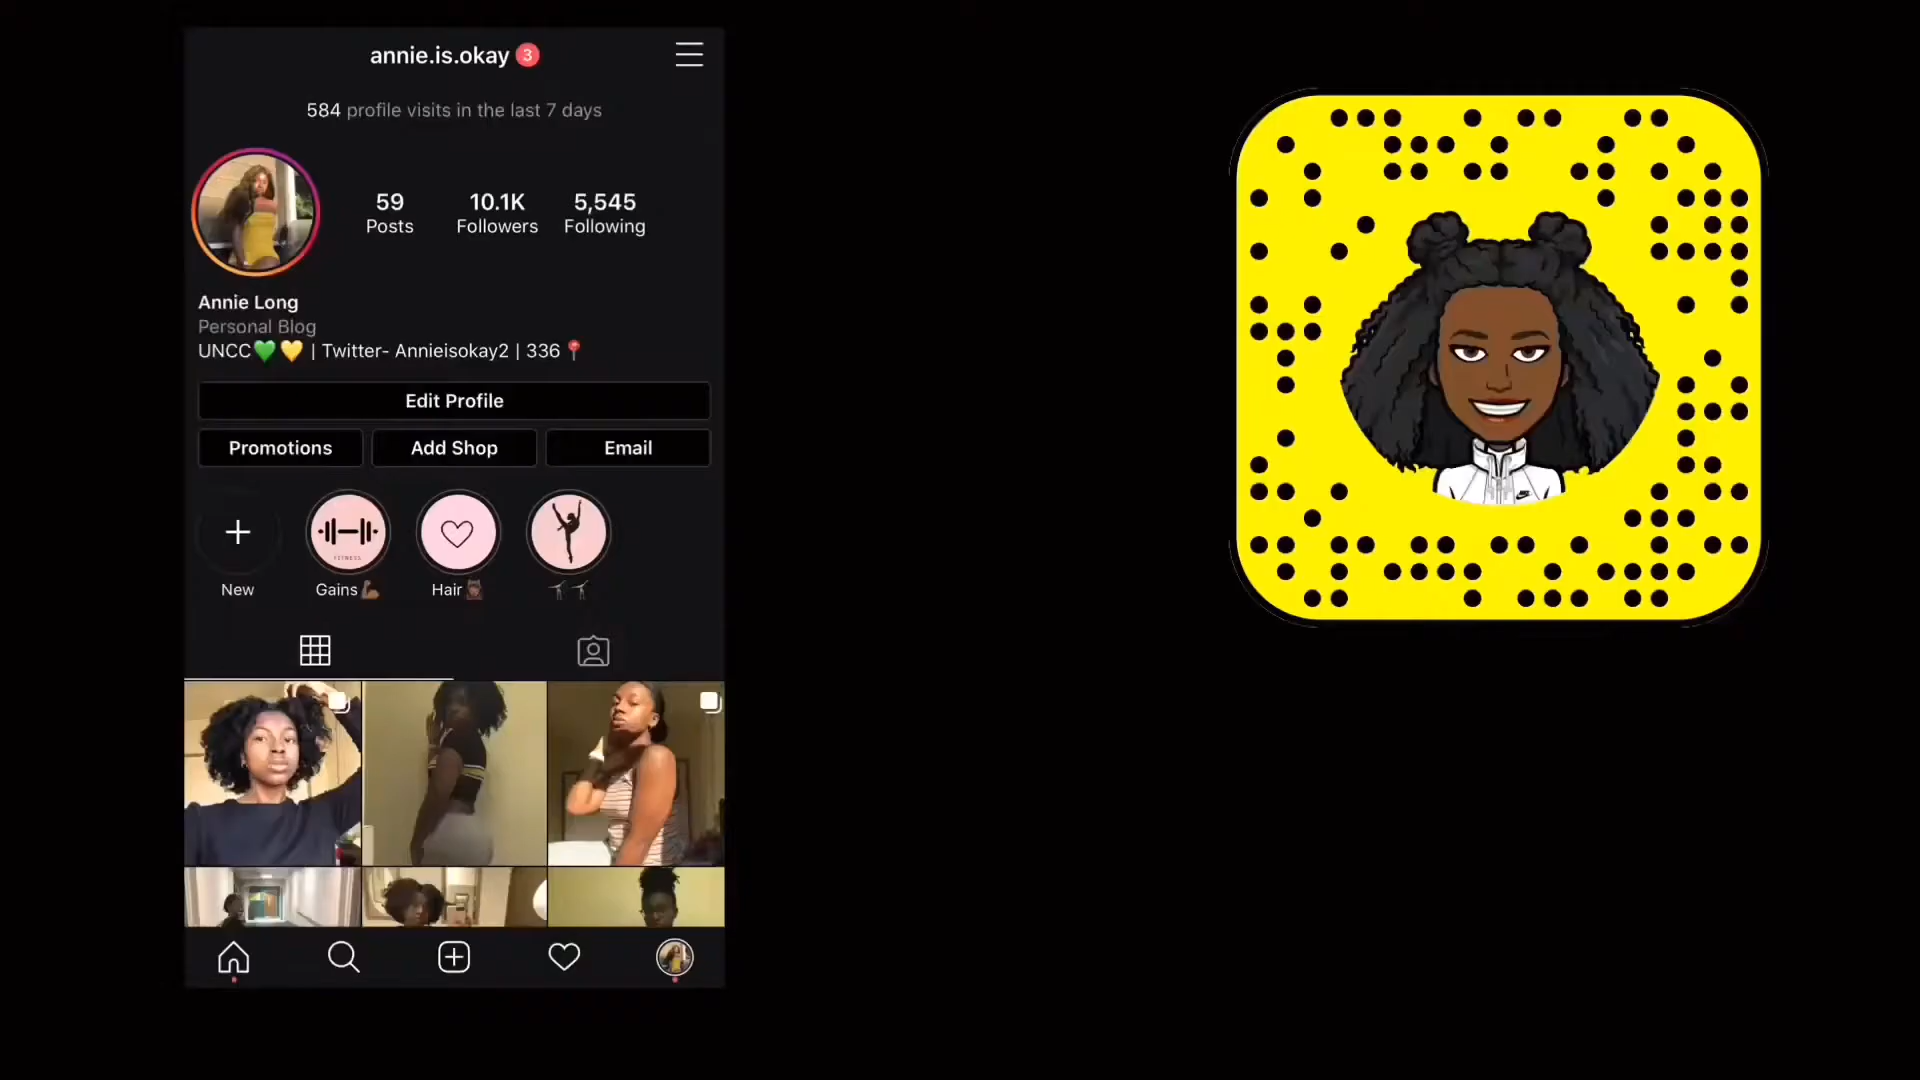 annie.is.okay 3
584 profile visits in the last 7 days
59 10.1K 5,545
Posts Followers Following
Annie Long
Personal Blog
UNCC💚💛 | Twitter- Annieisokay2 | 336📍
Edit Profile
Promotions Add Shop Email
FITNESS
New Gains💪🏾 Hair